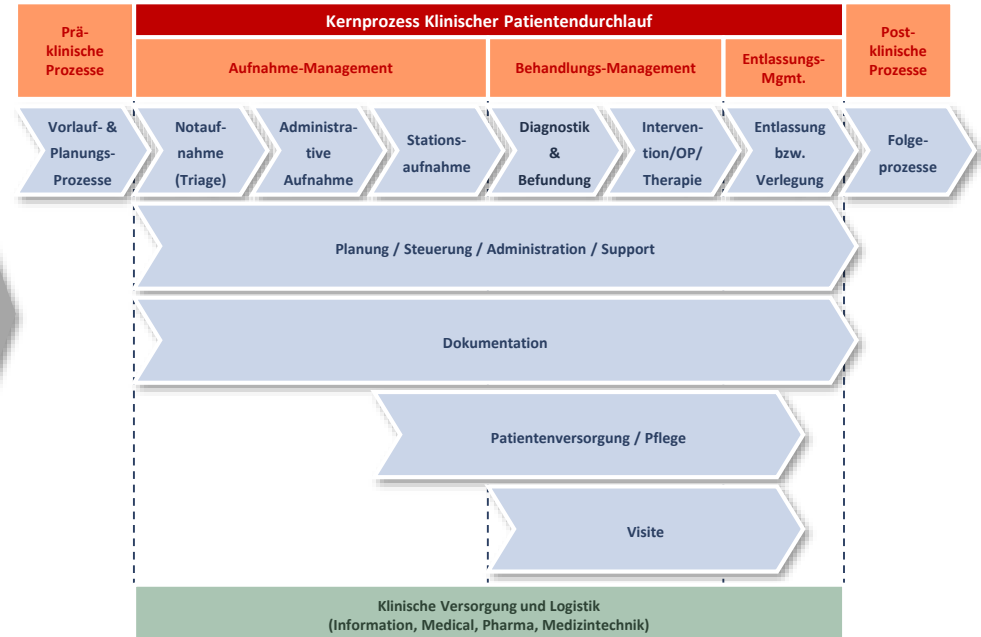 Prä-
klinische
Prozesse
Kernprozess Klinischer Patientendurchlauf
Post-
klinische
Prozesse
Aufnahme-Management
Behandlungs-Management
Entlassungs-
Mgmt.
Vorlauf- &
Planungs-
Prozesse
Notauf-
nahme
(Triage)
Administra-
tive
Aufnahme
Stations-
aufnahme
Diagnostik
&
Befundung
Interven-
tion/OP/
Therapie
Entlassung
bzw.
Verlegung
Folge-
prozesse
Planung / Steuerung / Administration / Support
Dokumentation
Patientenversorgung / Pflege
Visite
Klinische Versorgung und Logistik
(Information, Medical, Pharma, Medizintechnik)